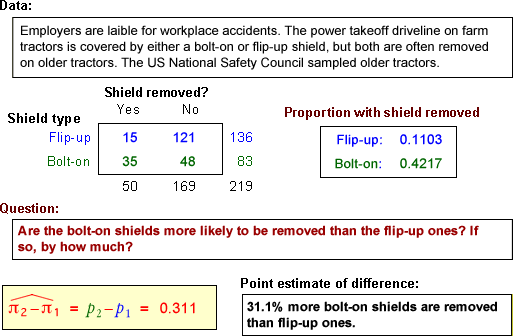 Data:
Employers are laible for workplace accidents. The power takeoff driveline on farm
tractors is covered by either a bolt-on or flip-up shield, but both are often removed
on older tractors. The US National Safety Council sampled older tractors.
Shield removed?
Shield type Yes No
Flip-up 15 121 136
Bolt-on 35 48 83
50 169 219
Proportion with shield removed
Flip-up: 0.1103
Bolt-on: 0.4217
Question:
Are the bolt-on shields more likely to be removed than the flip-up ones? If
so, by how much?
π₂–π₁ = p₂–p₁ = 0.311
Point estimate of difference:
31.1% more bolt-on shields are removed
than flip-up ones.